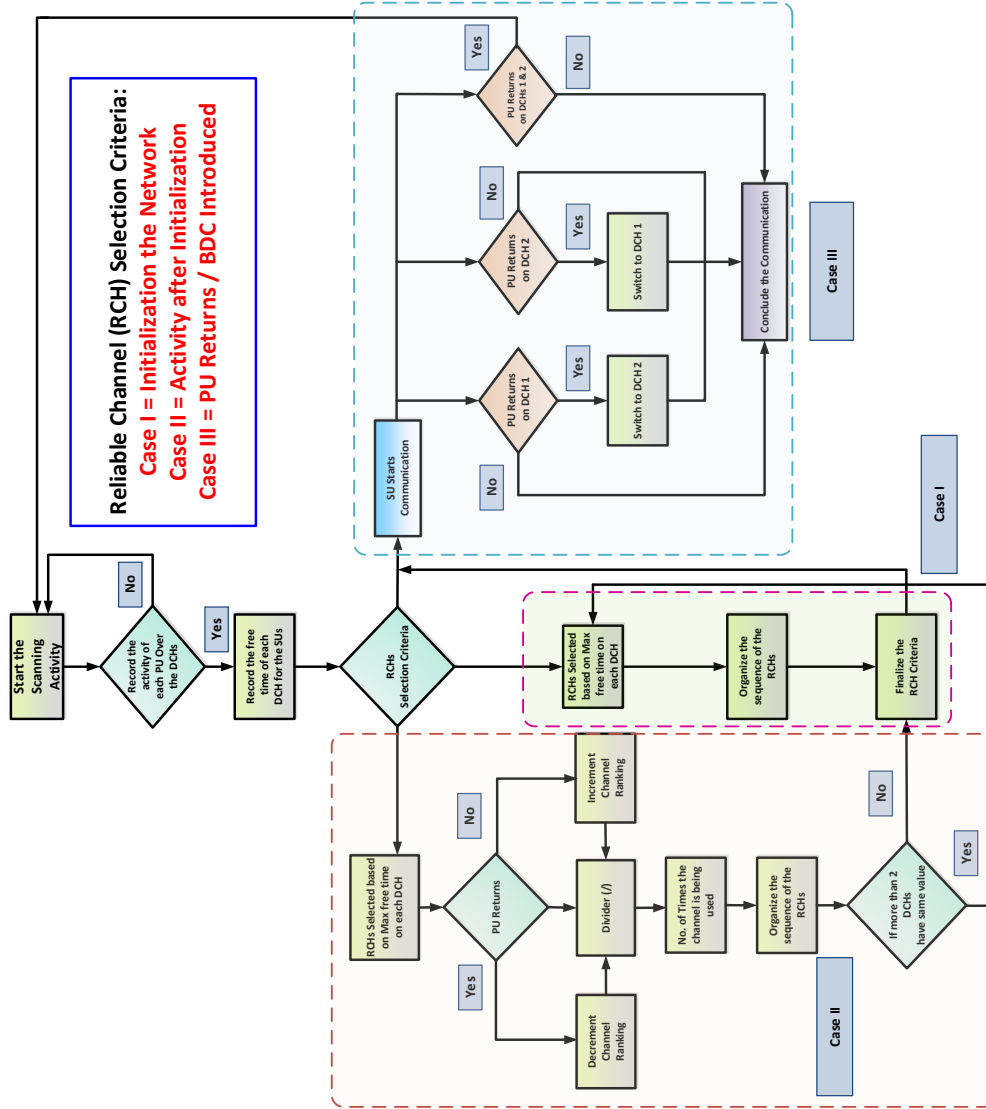 Reliable Channel (RCH) Selection Criteria:
Case I = Initialization the Network
Case II = Activity after Initialization
Case III = PU Returns / BDC Introduced
Start the
Scanning
Activity
Record the
activity of
each PU Over
the DCHs
No
Yes
Record the free
time of each
DCH for the SUs
RCHs
Selection Criteria
RCHs Selected based
on Max free time
on each DCH
PU Returns
Yes
No
Decrement
Channel
Ranking
Divider (/)
Increment
Channel
Ranking
No. of Times the
channel is being
used
Organize the
sequence of the
RCHs
If more than 2
DCHs
have same value
No
Yes
Case II
RCHs Selected
based on Max
free time on
each DCH
Organize the
sequence of the
RCHs
Finalize the
RCH Criteria
Case I
SU Starts
Communication
PU Returns
on DCH 1
No
Yes
Switch to DCH 2
PU Returns
on DCH 2
No
Yes
Switch to DCH 1
PU Returns
on DCHs 1 & 2
Yes
No
Conclude the Communication
Case III